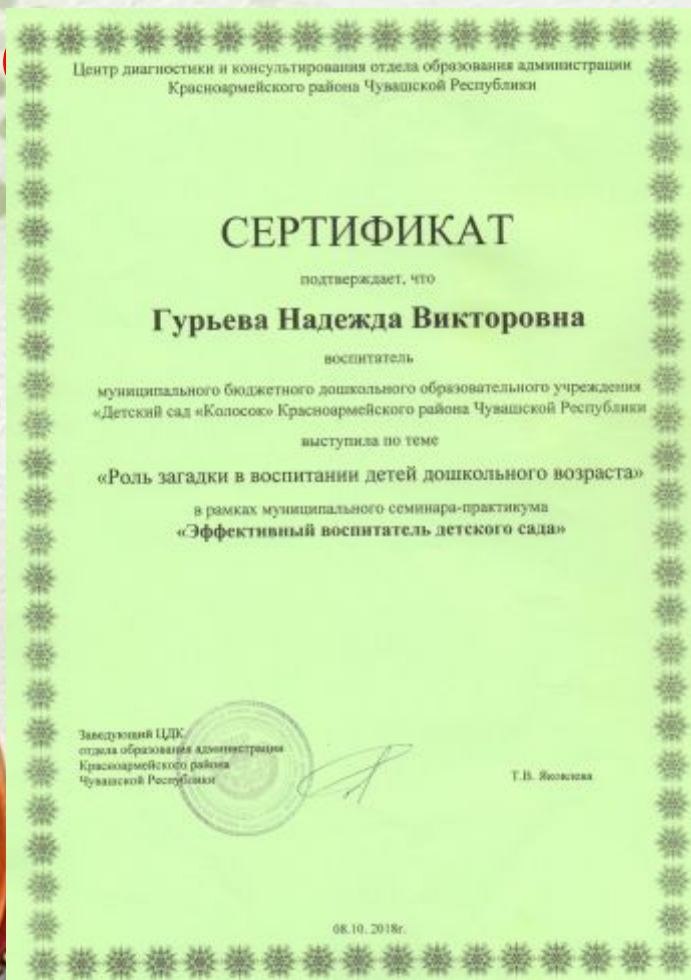 Центр диагностики и консультирования отдела образования администрации
Красноармейского района Чувашской Республики
СЕРТИФИКАТ
подтверждает, что
Гурьева Надежда Викторовна
воспитатель
муниципального бюджетного дошкольного образовательного учреждения
«Детский сад «Колосок» Красноармейского района Чувашской Республики
выступила по теме
«Роль загадки в воспитании детей дошкольного возраста»
в рамках муниципального семинара-практикума
«Эффективный воспитатель детского сада»
Заведующий ЦДК
отдела образования администрации
Красноармейского района
Чувашской Республики
Т.В. Яковлева
08.10. 2018г.